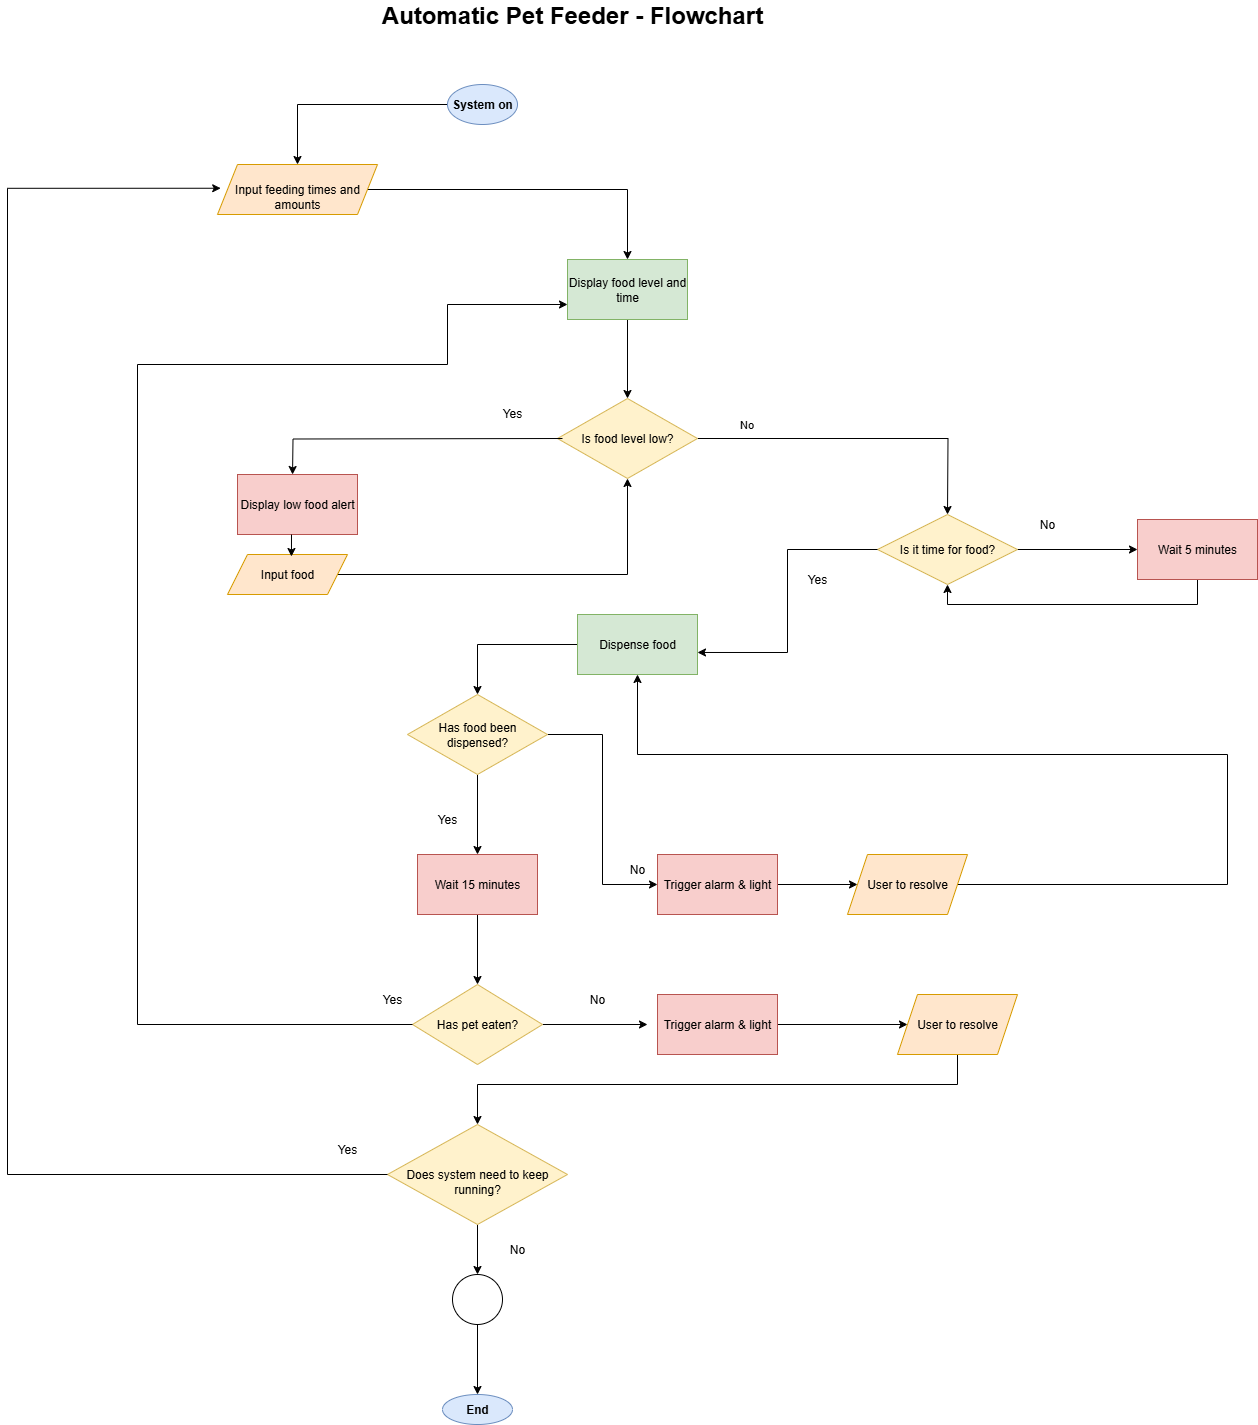 Automatic Pet Feeder - Flowchart
System on
Input feeding times and
amounts
Display food level and
time
Yes
Is food level low?
No
Display low food alert
Is it time for food?
No
Wait 5 minutes
Input food
Yes
Dispense food
Has food been
dispensed?
Yes
No
Wait 15 minutes
Trigger alarm & light
User to resolve
Yes
No
Has pet eaten?
Trigger alarm & light
User to resolve
Yes
Does system need to keep
running?
No
End